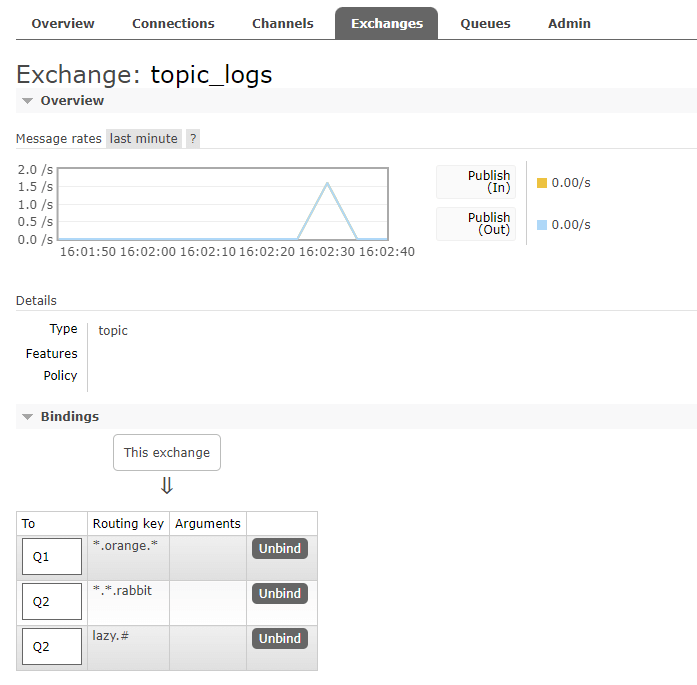 Overview Connections Channels Exchanges Queues Admin
Exchange: topic_logs
Overview
Message rates last minute ?
2.0 /s
1.5 /s
1.0 /s
0.5 /s
0.0 /s
16:01:50 16:02:00 16:02:10 16:02:20 16:02:30 16:02:40
Publish (In) 0.00/s
Publish (Out) 0.00/s
Details
Type topic
Features
Policy
Bindings
This exchange
⇓
To Routing key Arguments
Q1 *.orange.* Unbind
Q2 *.*.rabbit Unbind
Q2 lazy.# Unbind